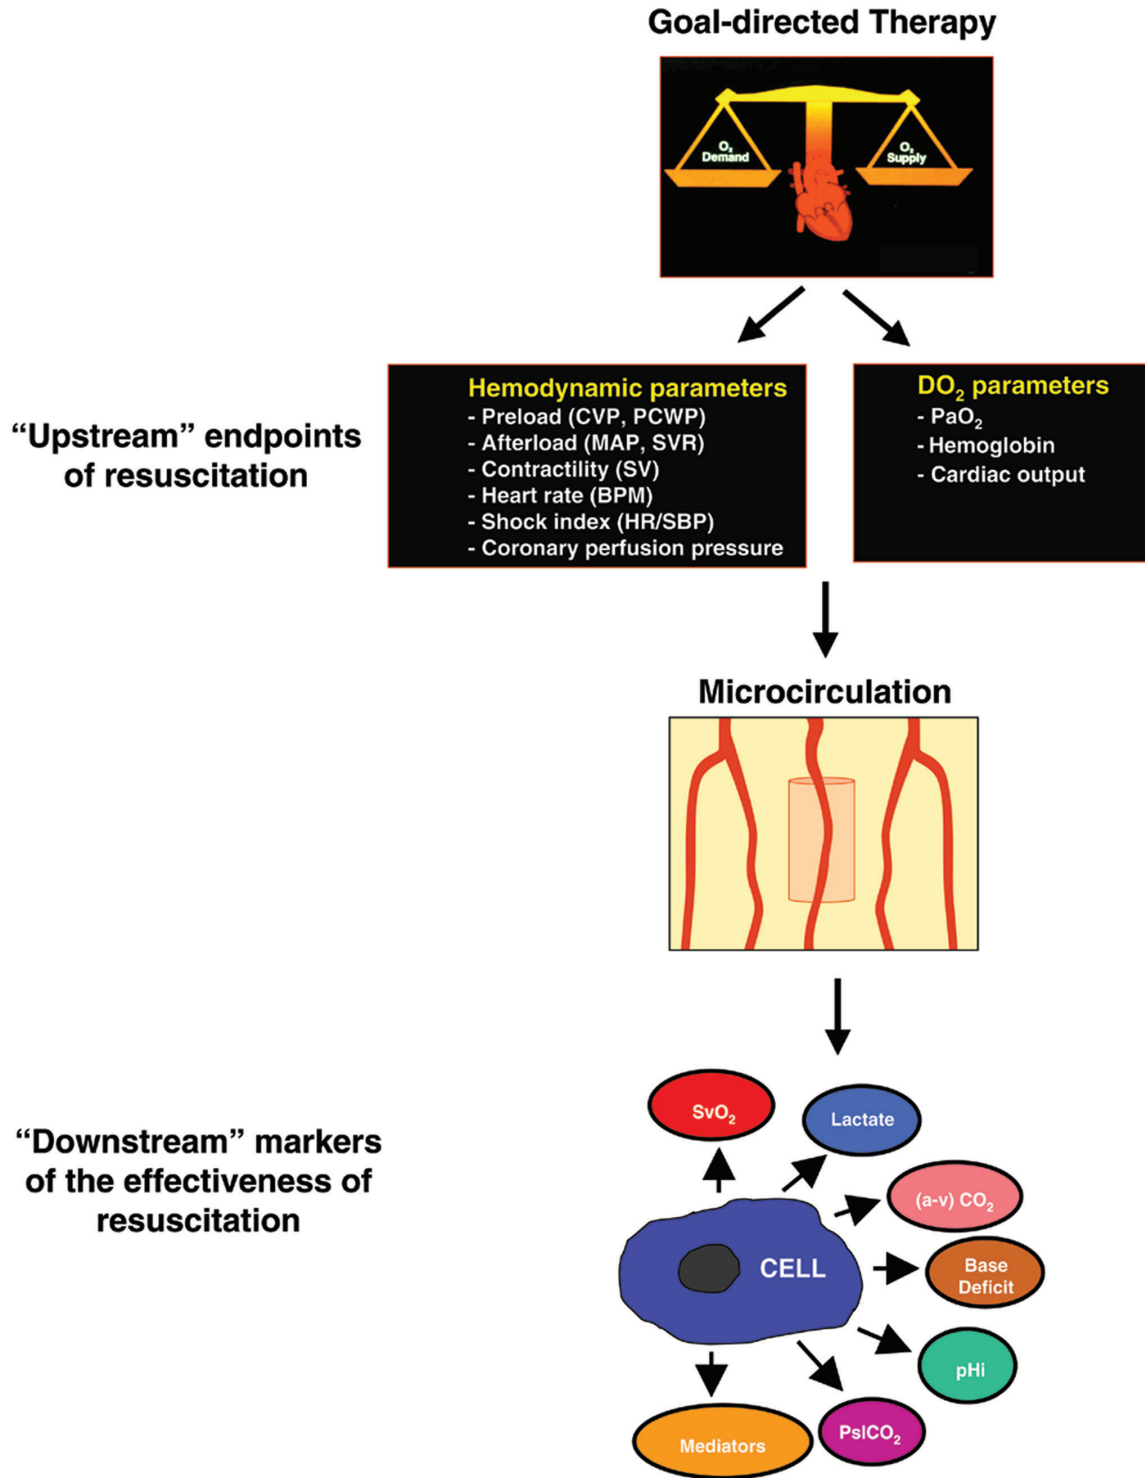 Goal-directed Therapy
O₂
Demand
O₂
Supply
“Upstream” endpoints
of resuscitation
Hemodynamic parameters
- Preload (CVP, PCWP)
- Afterload (MAP, SVR)
- Contractility (SV)
- Heart rate (BPM)
- Shock index (HR/SBP)
- Coronary perfusion pressure
DO₂ parameters
- PaO₂
- Hemoglobin
- Cardiac output
Microcirculation
“Downstream” markers
of the effectiveness of
resuscitation
SvO₂
Lactate
(a-v) CO₂
Base
Deficit
pHi
PslCO₂
Mediators
CELL